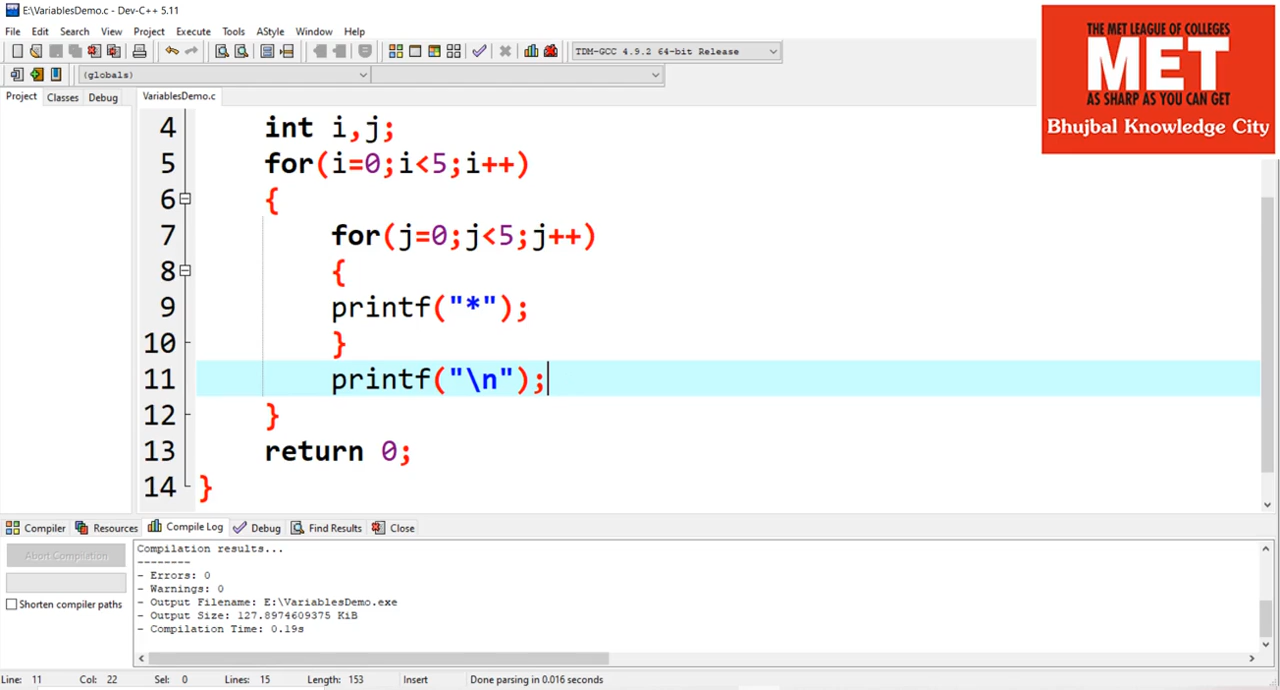 E:\VariablesDemo.c - Dev-C++ 5.11
File Edit Search View Project Execute Tools AStyle Window Help
TDM-GCC 4.9.2 64-bit Release
(globals)
Project Classes Debug
VariablesDemo.c
THE MET LEAGUE OF COLLEGES
MET
AS SHARP AS YOU CAN GET
Bhujbal Knowledge City
4 int i,j;
5 for(i=0;i<5;i++)
6 {
7 for(j=0;j<5;j++)
8 {
9 printf("*");
10 }
11 printf("\n");
12 }
13 return 0;
14 }
Compiler Resources Compile Log Debug Find Results Close
Abort Compilation
Shorten compiler paths
Compilation results...
--------
- Errors: 0
- Warnings: 0
- Output Filename: E:\VariablesDemo.exe
- Output Size: 127.8974609375 KiB
- Compilation Time: 0.19s
Line: 11 Col: 22 Sel: 0 Lines: 15 Length: 153 Insert Done parsing in 0.016 seconds